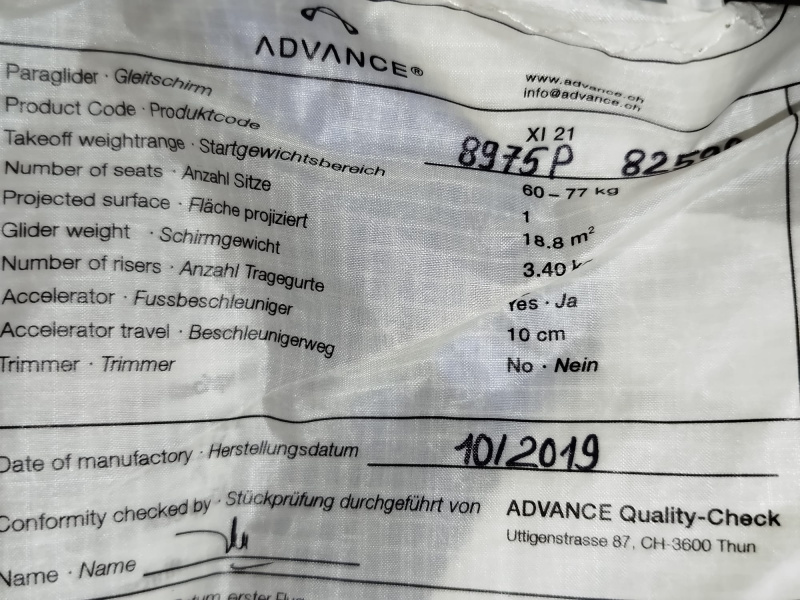 ADVANCE®
www.advance.ch
info@advance.ch
Paraglider · Gleitschirm XI 21
Product Code · Produktcode 8975P
Takeoff weightrange · Startgewichtsbereich 60 – 77 kg
Number of seats · Anzahl Sitze 1
Projected surface · Fläche projiziert 18.8 m²
Glider weight · Schirmgewicht 3.40
Number of risers · Anzahl Tragegurte
Accelerator · Fussbeschleuniger · Ja
Accelerator travel · Beschleunigerweg 10 cm
Trimmer · Trimmer No · Nein
Date of manufactory · Herstellungsdatum 10/2019
Conformity checked by · Stückprüfung durchgeführt von ADVANCE Quality-Check
Uttigenstrasse 87, CH-3600 Thun
Name · Name
erster